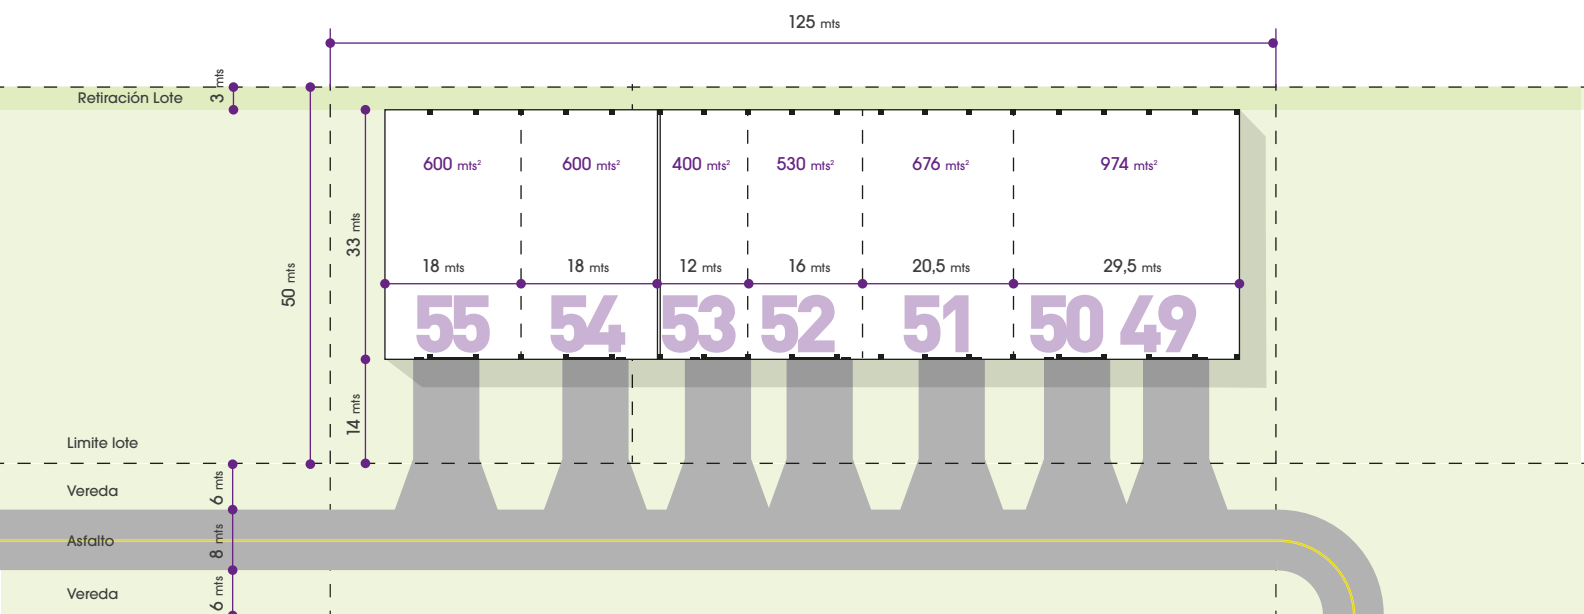 125 mts
3 mts
Retiración Lote
600 mts²
600 mts²
400 mts²
530 mts²
676 mts²
974 mts²
50 mts
33 mts
18 mts
18 mts
12 mts
16 mts
20,5 mts
29,5 mts
55
54
53
52
51
50
49
14 mts
Limite lote
Vereda
6 mts
Asfalto
8 mts
Vereda
6 mts